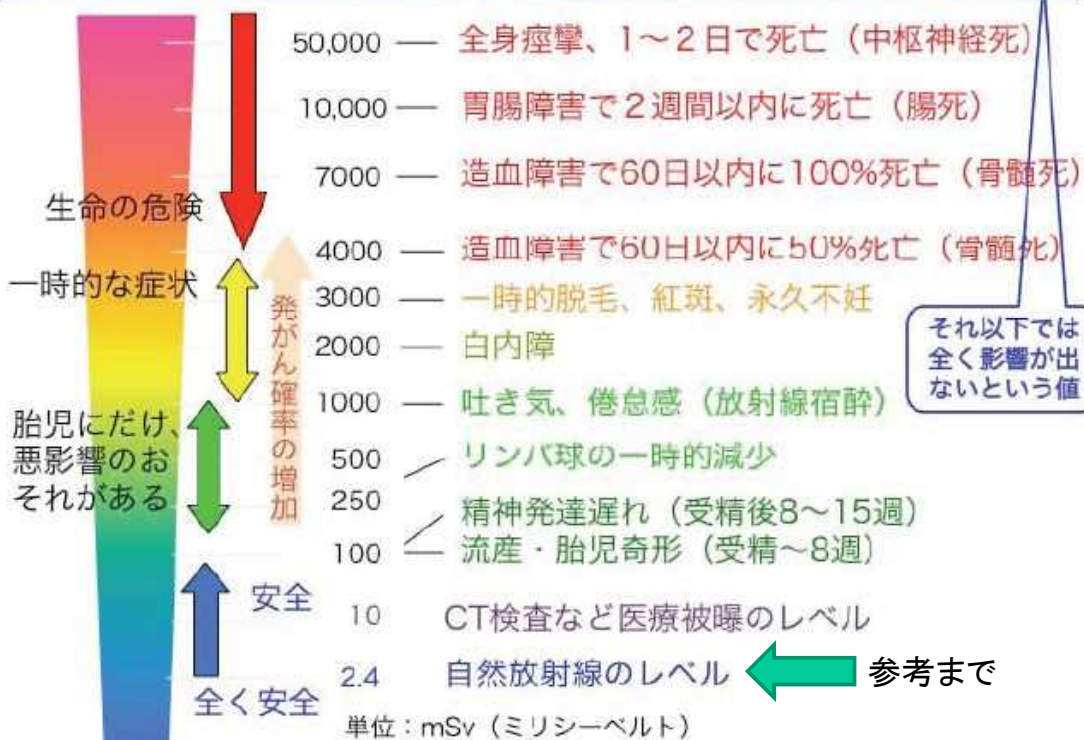 50,000 — 全身痙攣、1〜2日で死亡(中枢神経死)
10,000 — 胃腸障害で2週間以内に死亡(腸死)
7000 — 造血障害で60日以内に100%死亡(骨髄死)
生命の危険
4000 — 造血障害で60日以内に50%死亡(骨髄死)
一時的な症状
3000 — 一時的脱毛、紅斑、永久不妊
発がん確率の増加
それ以下では
全く影響が出
ないという値
2000 — 白内障
1000 — 吐き気、倦怠感(放射線宿酔)
胎児にだけ、
悪影響のお
それがある
500 リンパ球の一時的減少
250
精神発達遅れ(受精後8〜15週)
100 — 流産・胎児奇形(受精〜8週)
安全
10 CT検査など医療被曝のレベル
2.4 自然放射線のレベル 参考まで
全く安全
単位:mSv(ミリシーベルト)